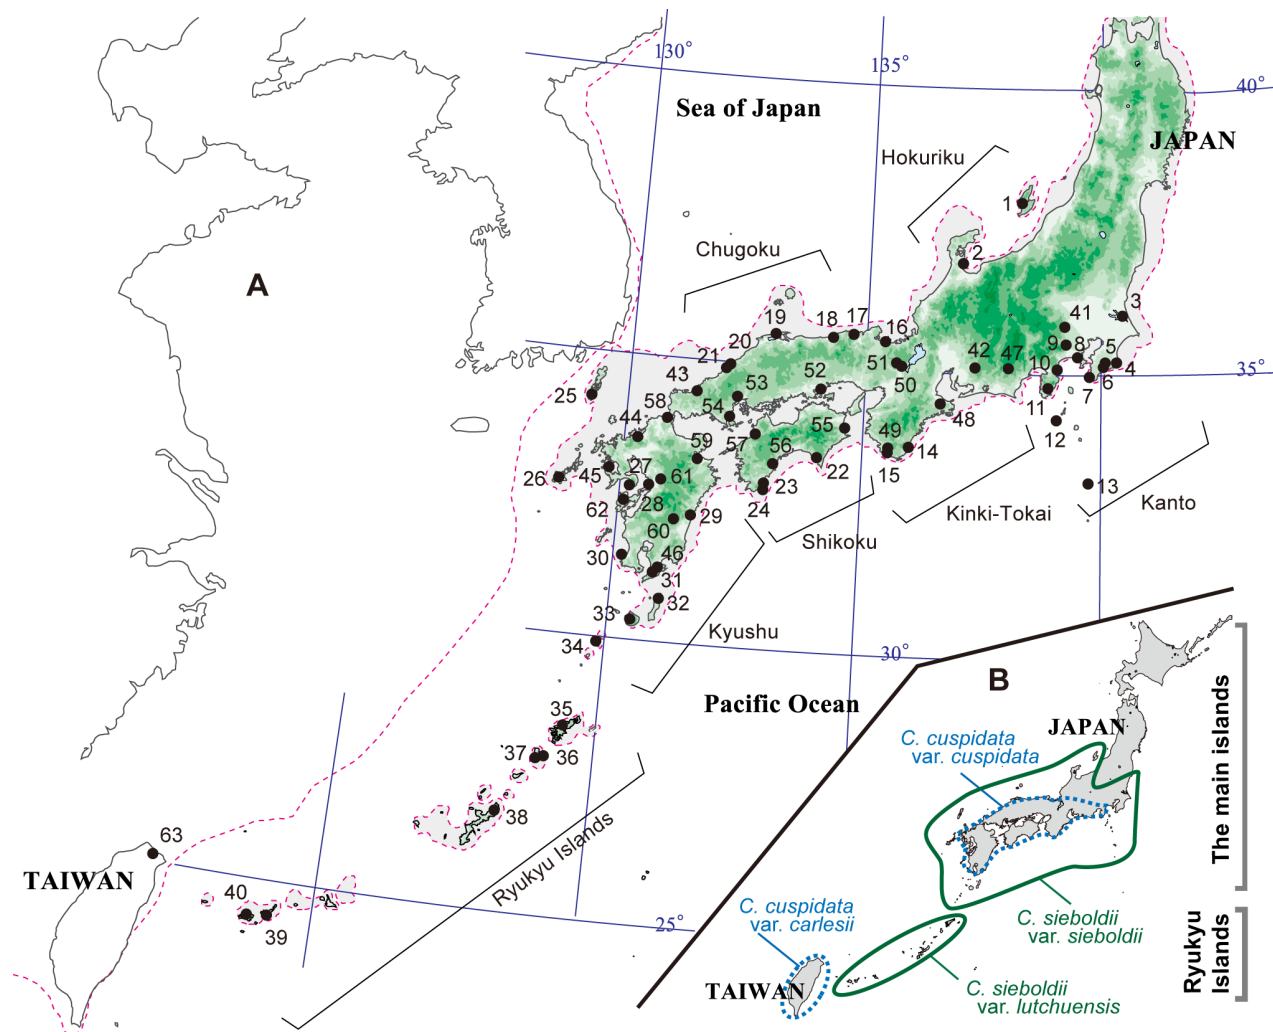 130°
135°
40°
Sea of Japan
JAPAN
Hokuriku
1
2
Chugoku
A
3
41
19
18
17
16
9
8
5
20
21
42
47
10
51
4
43
53
52
50
6
25
7
35°
58
54
11
44
48
12
59
57
55
56
49
14
26
45
27
61
22
15
23
13
62
28
29
24
Kinki-Tokai
Kanto
60
Shikoku
30
46
31
32
33
Kyushu
34
30°
B
Pacific Ocean
35
JAPAN
37
36
C. cuspidata
var. cuspidata
The main islands
38
63
Ryukyu Islands
TAIWAN
40
39
25°
C. cuspidata
var. carlesii
C. sieboldii
var. sieboldii
Ryukyu
Islands
TAIWAN
C. sieboldii
var. lutchuensis